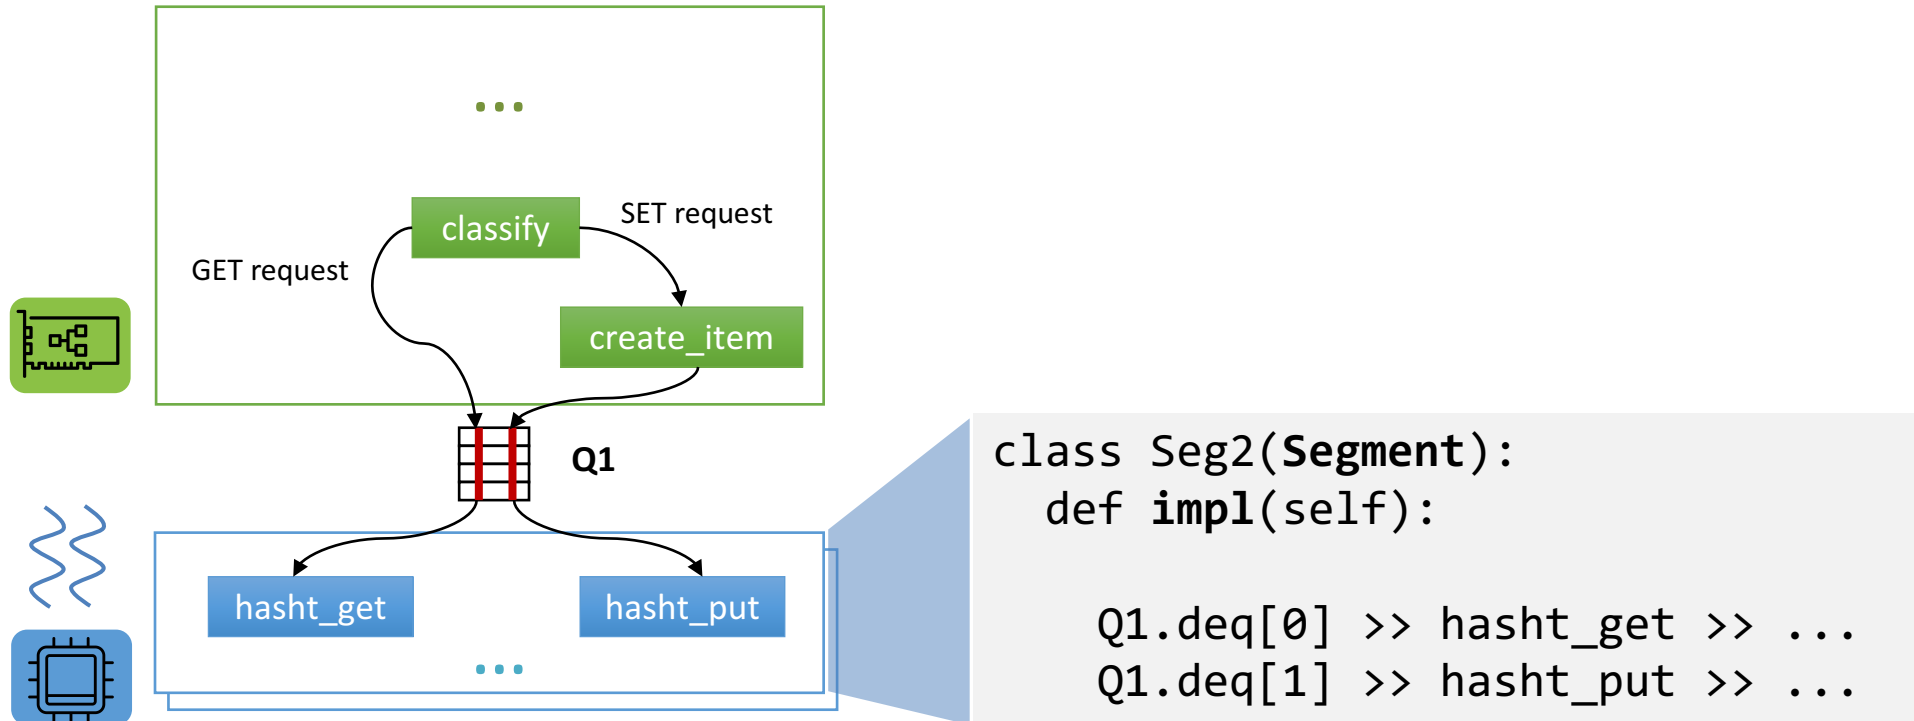 ...
classify
SET request
GET request
create_item
Q1
class Seg2(Segment):
def impl(self):
hasht_get
hasht_put
Q1.deq[0] >> hasht_get >> ...
Q1.deq[1] >> hasht_put >> ...
...